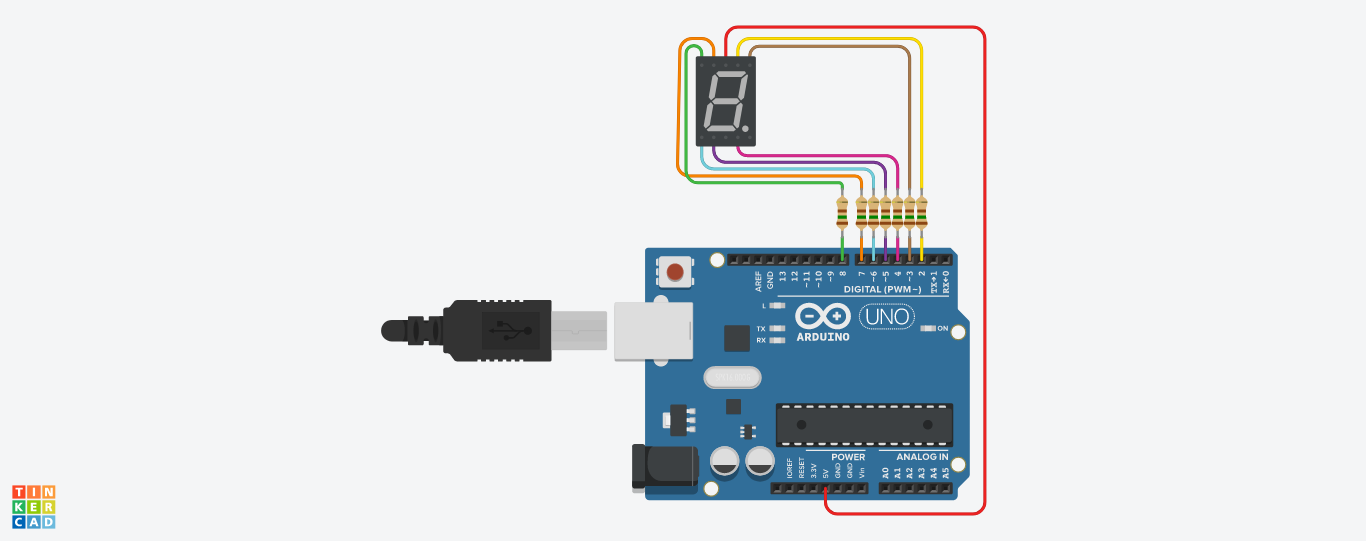 AREF
GND
13
12
~11
~10
~9
8
7
~6
~5
4
~3
2
TX→1
RX←0
DIGITAL (PWM~)
L
TX
RX
ARDUINO
UNO
ON
POWER
ANALOG IN
IOREF
RESET
3.3V
5V
GND
GND
Vin
A0
A1
A2
A3
A4
A5
TIN
KER
CAD